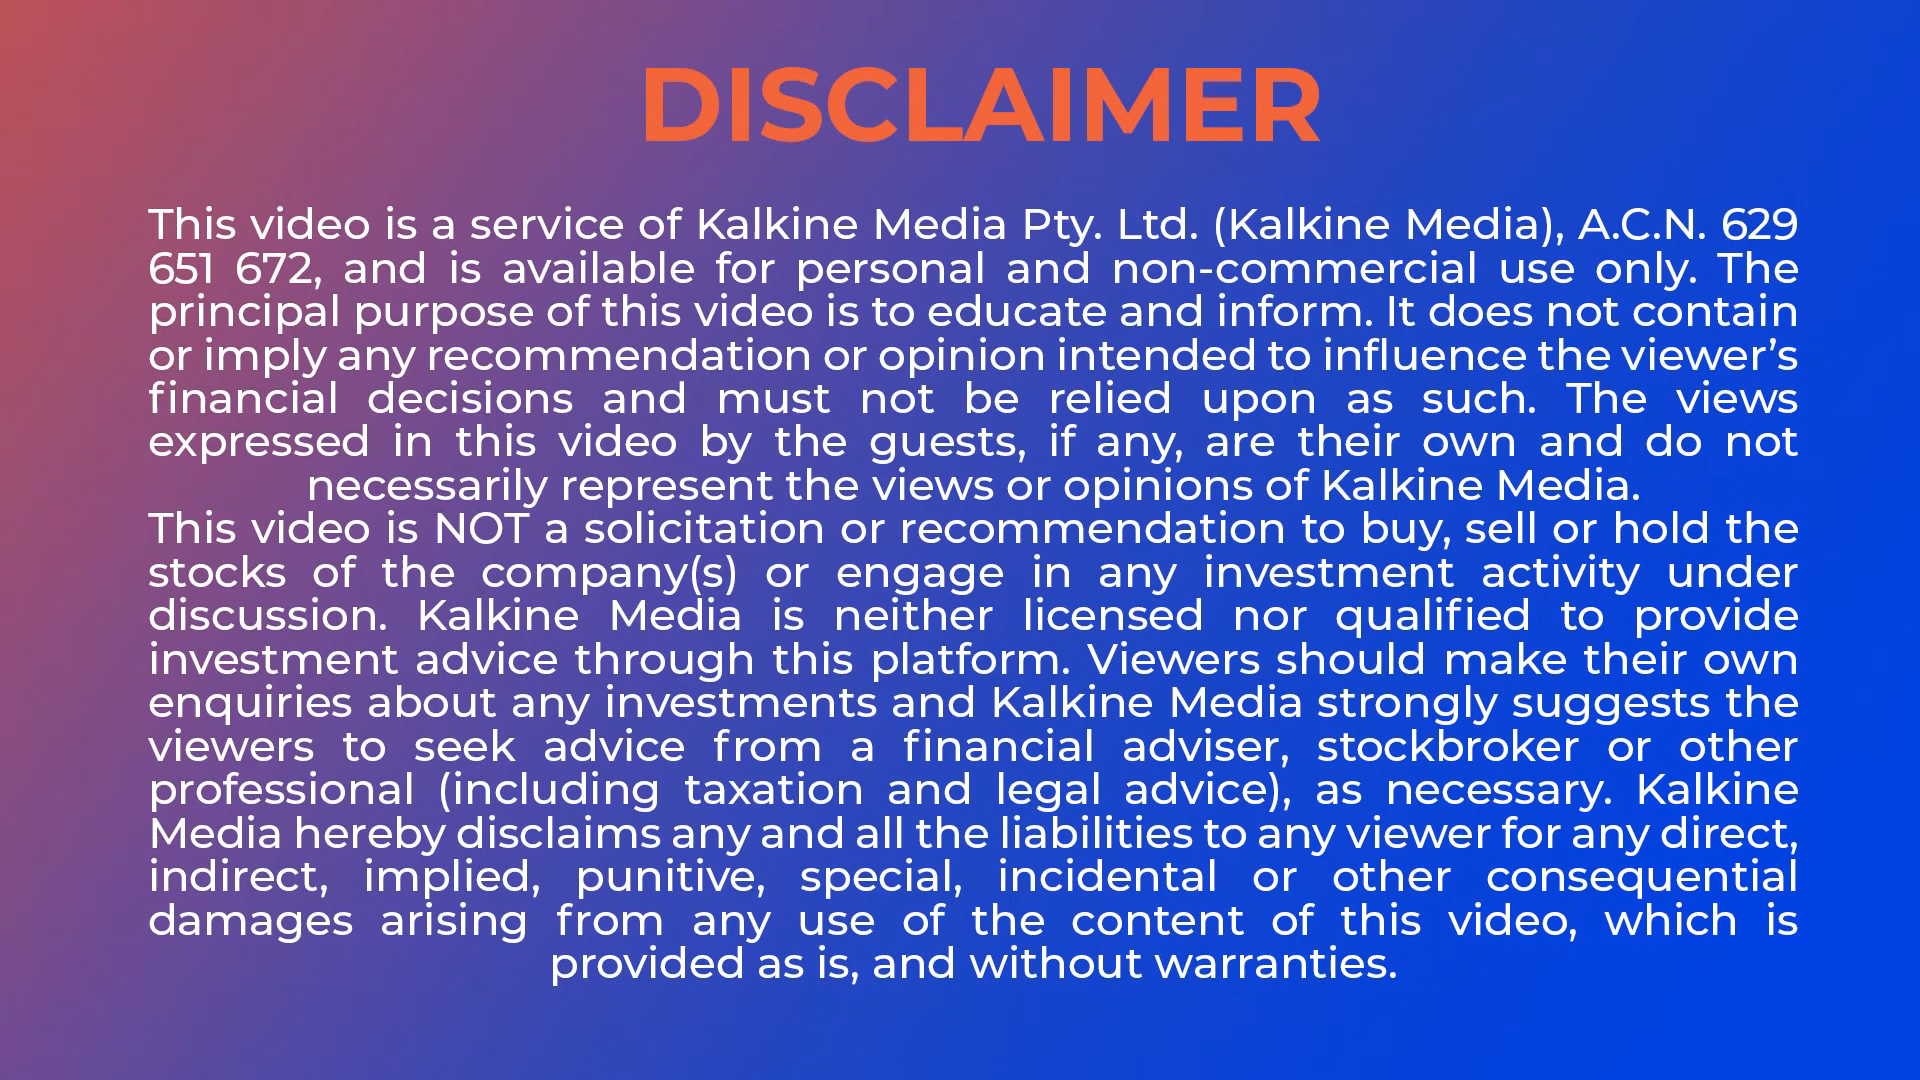 DISCLAIMER
This video is a service of Kalkine Media Pty. Ltd. (Kalkine Media), A.C.N. 629
651 672, and is available for personal and non-commercial use only. The
principal purpose of this video is to educate and inform. It does not contain
or imply any recommendation or opinion intended to influence the viewer’s
financial decisions and must not be relied upon as such. The views
expressed in this video by the guests, if any, are their own and do not
necessarily represent the views or opinions of Kalkine Media.
This video is NOT a solicitation or recommendation to buy, sell or hold the
stocks of the company(s) or engage in any investment activity under
discussion. Kalkine Media is neither licensed nor qualified to provide
investment advice through this platform. Viewers should make their own
enquiries about any investments and Kalkine Media strongly suggests the
viewers to seek advice from a financial adviser, stockbroker or other
professional (including taxation and legal advice), as necessary. Kalkine
Media hereby disclaims any and all the liabilities to any viewer for any direct,
indirect, implied, punitive, special, incidental or other consequential
damages arising from any use of the content of this video, which is
provided as is, and without warranties.